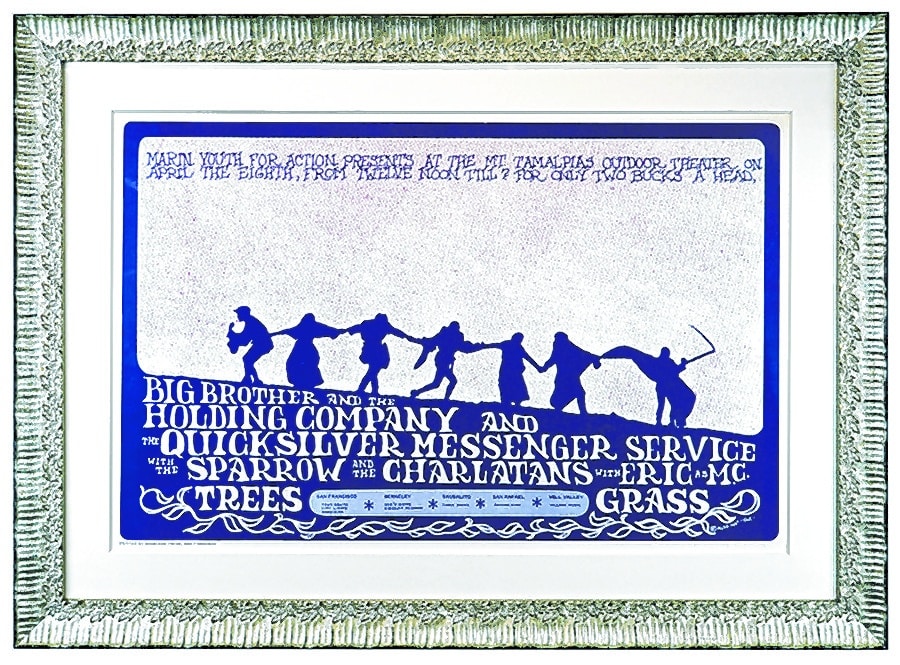 MARIN YOUTH FOR ACTION PRESENTS AT THE MT. TAMALPIAS OUTDOOR THEATER ON
APRIL THE EIGHTH, FROM TWELVE NOON TILL? FOR ONLY TWO BUCKS A HEAD,
BIG BROTHER AND THE
HOLDING COMPANY AND
THE QUICKSILVER MESSENGER SERVICE
WITH THE SPARROW AND THE CHARLATANS WITH ERIC AS MC.
TREES GRASS
SAN FRANCISCO * BERKELEY * SAUSALITO * SAN RAFAEL * MILL VALLEY